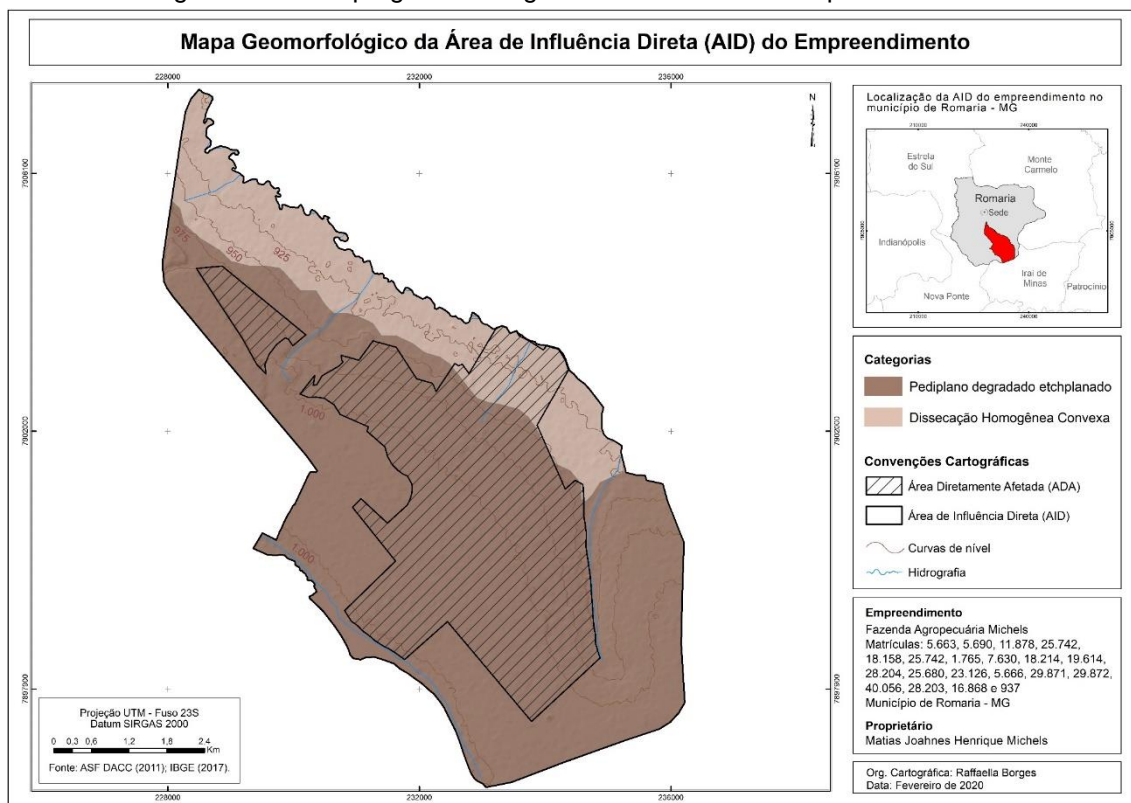 Mapa Geomorfológico da Área de Influência Direta (AID) do Empreendimento
228000
232000
236000
N
7906100
7906100
975
950
925
1.000
7902000
7902000
1.000
7897900
7897900
Projeção UTM - Fuso 23S
Datum SIRGAS 2000
0 0,3 0,6 1,2 1,8 2,4
Km
Fonte: ASF DACC (2011); IBGE (2017).
228000
232000
236000
Localização da AID do empreendimento no
município de Romaria - MG
240000
Estrela
do Sul
Monte
Carmelo
Romaria
Sede
Indianópolis
Iraí de
Minas
Nova Ponte
Patrocínio
240000
Categorias
Pediplano degradado etchplanado
Dissecação Homogênea Convexa
Convenções Cartográficas
Área Diretamente Afetada (ADA)
Área de Influência Direta (AID)
Curvas de nível
Hidrografia
Empreendimento
Fazenda Agropecuária Michels
Matrículas: 5.663, 5.690, 11.878, 25.742,
18.158, 25.742, 1.765, 7.630, 18.214, 19.614,
28.204, 25.680, 23.126, 5.666, 29.871, 29.872,
40.056, 28.203, 16.868 e 937
Município de Romaria - MG
Proprietário
Matias Joahnes Henrique Michels
Org. Cartográfica: Raffaella Borges
Data: Fevereiro de 2020